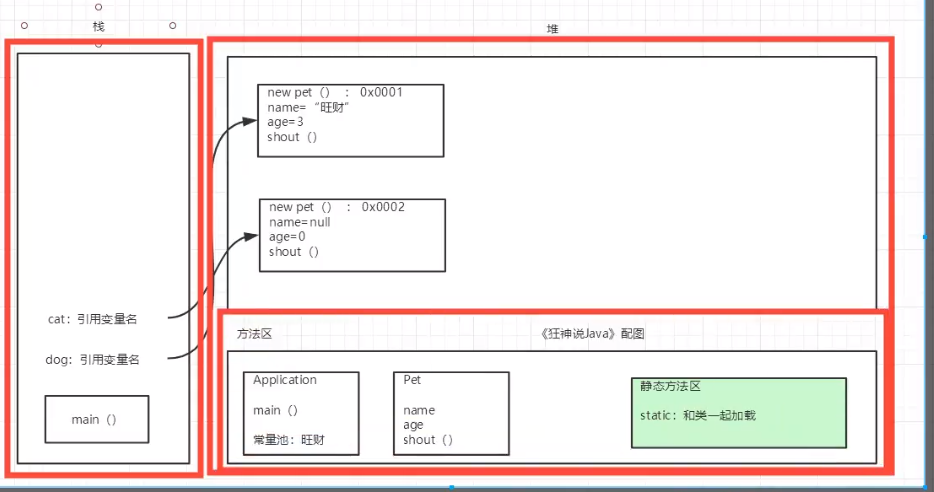 栈
堆
new pet（） ： 0x0001
name=“旺财”
age=3
shout（）
new pet（） ： 0x0002
name=null
age=0
shout（）
cat：引用变量名
dog：引用变量名
main（）
方法区
《狂神说Java》配图
Application
main（）
常量池：旺财
Pet
name
age
shout（）
静态方法区
static：和类一起加载